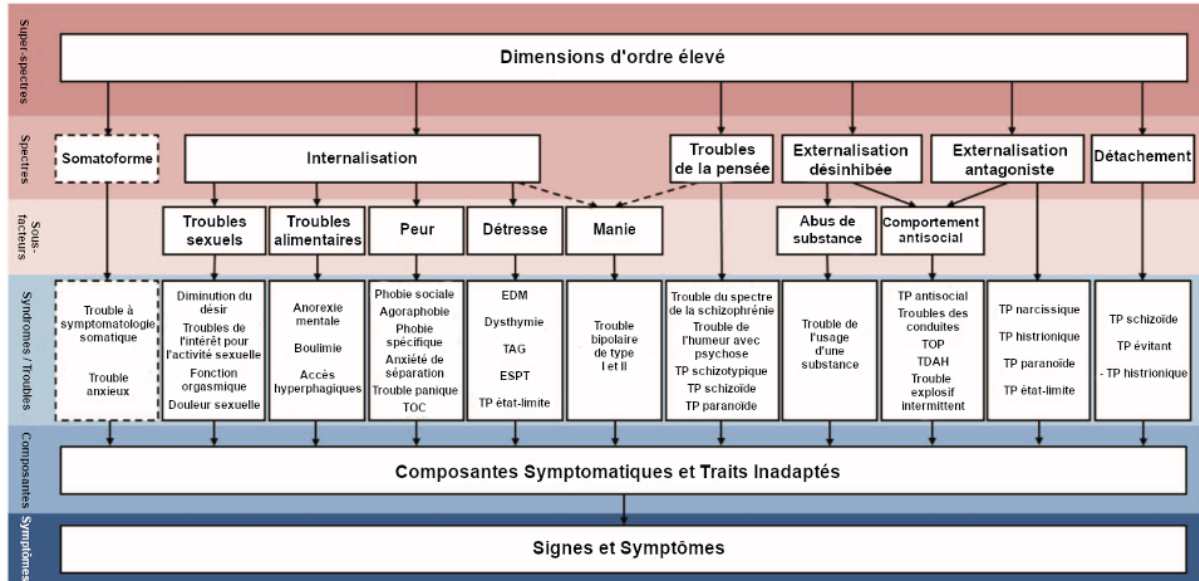 Super-spectres
Dimensions d'ordre élevé
Spectres
Somatoforme
Internalisation
Troubles
de la pensée
Externalisation
désinhibée
Externalisation
antagoniste
Détachement
Sous-
facteurs
Troubles
sexuels
Troubles
alimentaires
Peur
Détresse
Manie
Abus de
substance
Comportement
antisocial
Syndromes / Troubles
Trouble à
symptomatologie
somatique
Trouble
anxieux
Diminution du
désir
Troubles de
l'intérêt pour
l'activité sexuelle
Fonction
orgasmique
Douleur sexuelle
Anorexie
mentale
Boulimie
Accès
hyperphagiques
Phobie sociale
Agoraphobie
Phobie
spécifique
Anxiété de
séparation
Trouble panique
TOC
EDM
Dysthymie
TAG
ESPT
TP état-limite
Trouble
bipolaire
de type
I et II
Trouble du spectre
de la schizophrénie
Trouble de
l'humeur avec
psychose
TP schizotypique
TP schizoïde
TP paranoïde
Trouble de
l'usage
d'une
substance
TP antisocial
Troubles des
conduites
TOP
TDAH
Trouble
explosif
intermittent
TP narcissique
TP histrionique
TP paranoïde
TP état-limite
TP schizoïde
TP évitant
- TP histrionique
Composantes
Composantes Symptomatiques et Traits Inadaptés
Symptômes
Signes et Symptômes